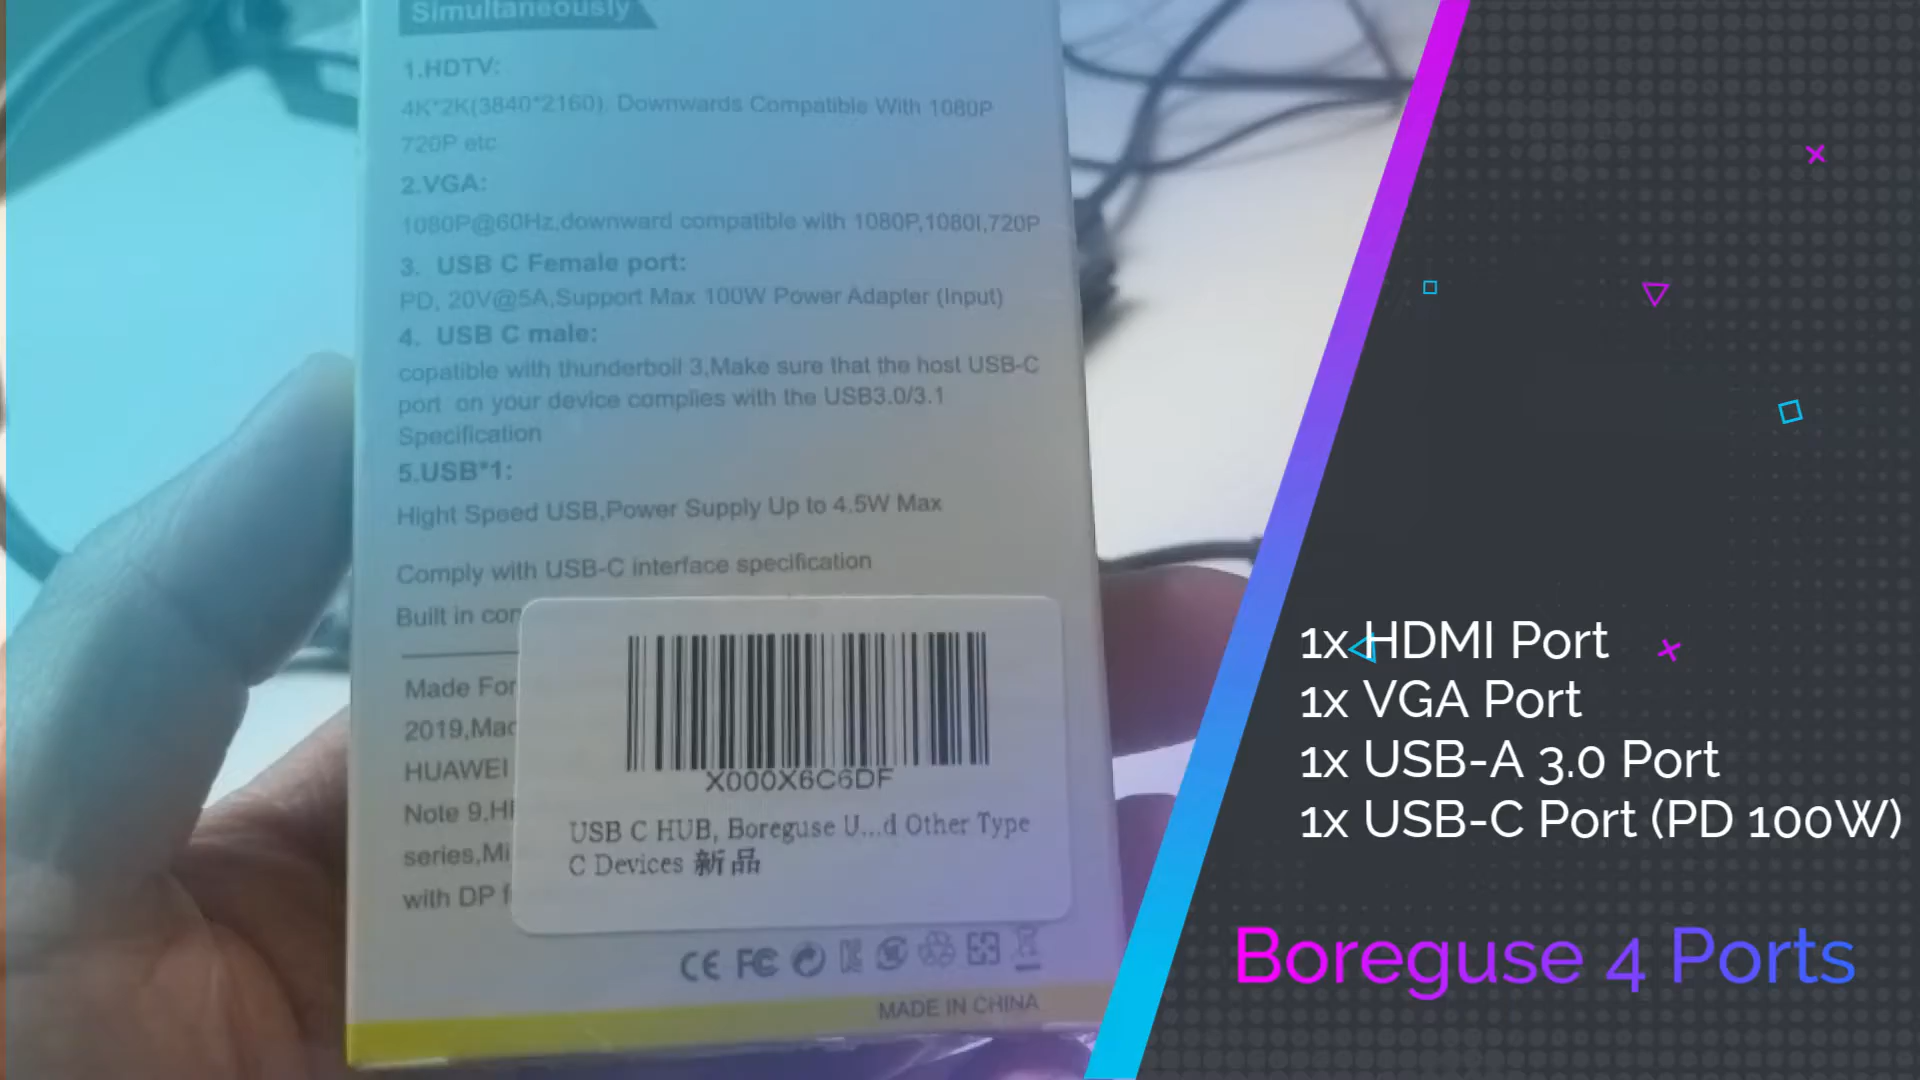 Simultaneously
1.HDTV:
4K*2K(3840*2160). Downwards Compatible With 1080P
720P etc
2.VGA:
1080P@60Hz,downward compatible with 1080P,1080I,720P
3. USB C Female port:
PD, 20V@5A,Support Max 100W Power Adapter (Input)
4. USB C male:
copatible with thunderboil 3,Make sure that the host USB-C
port on your device complies with the USB3.0/3.1
Specification
5.USB*1:
Hight Speed USB,Power Supply Up to 4.5W Max
Comply with USB-C interface specification
Built in
Made For
2019,
HUAWEI
Note 9.
series,
with DP
X000X6C6DF
USB C HUB, Boreguse U...d Other Type
C Devices 新品
CE FC
MADE IN CHINA
1x HDMI Port
1x VGA Port
1x USB-A 3.0 Port
1x USB-C Port (PD 100W)
Boreguse 4 Ports